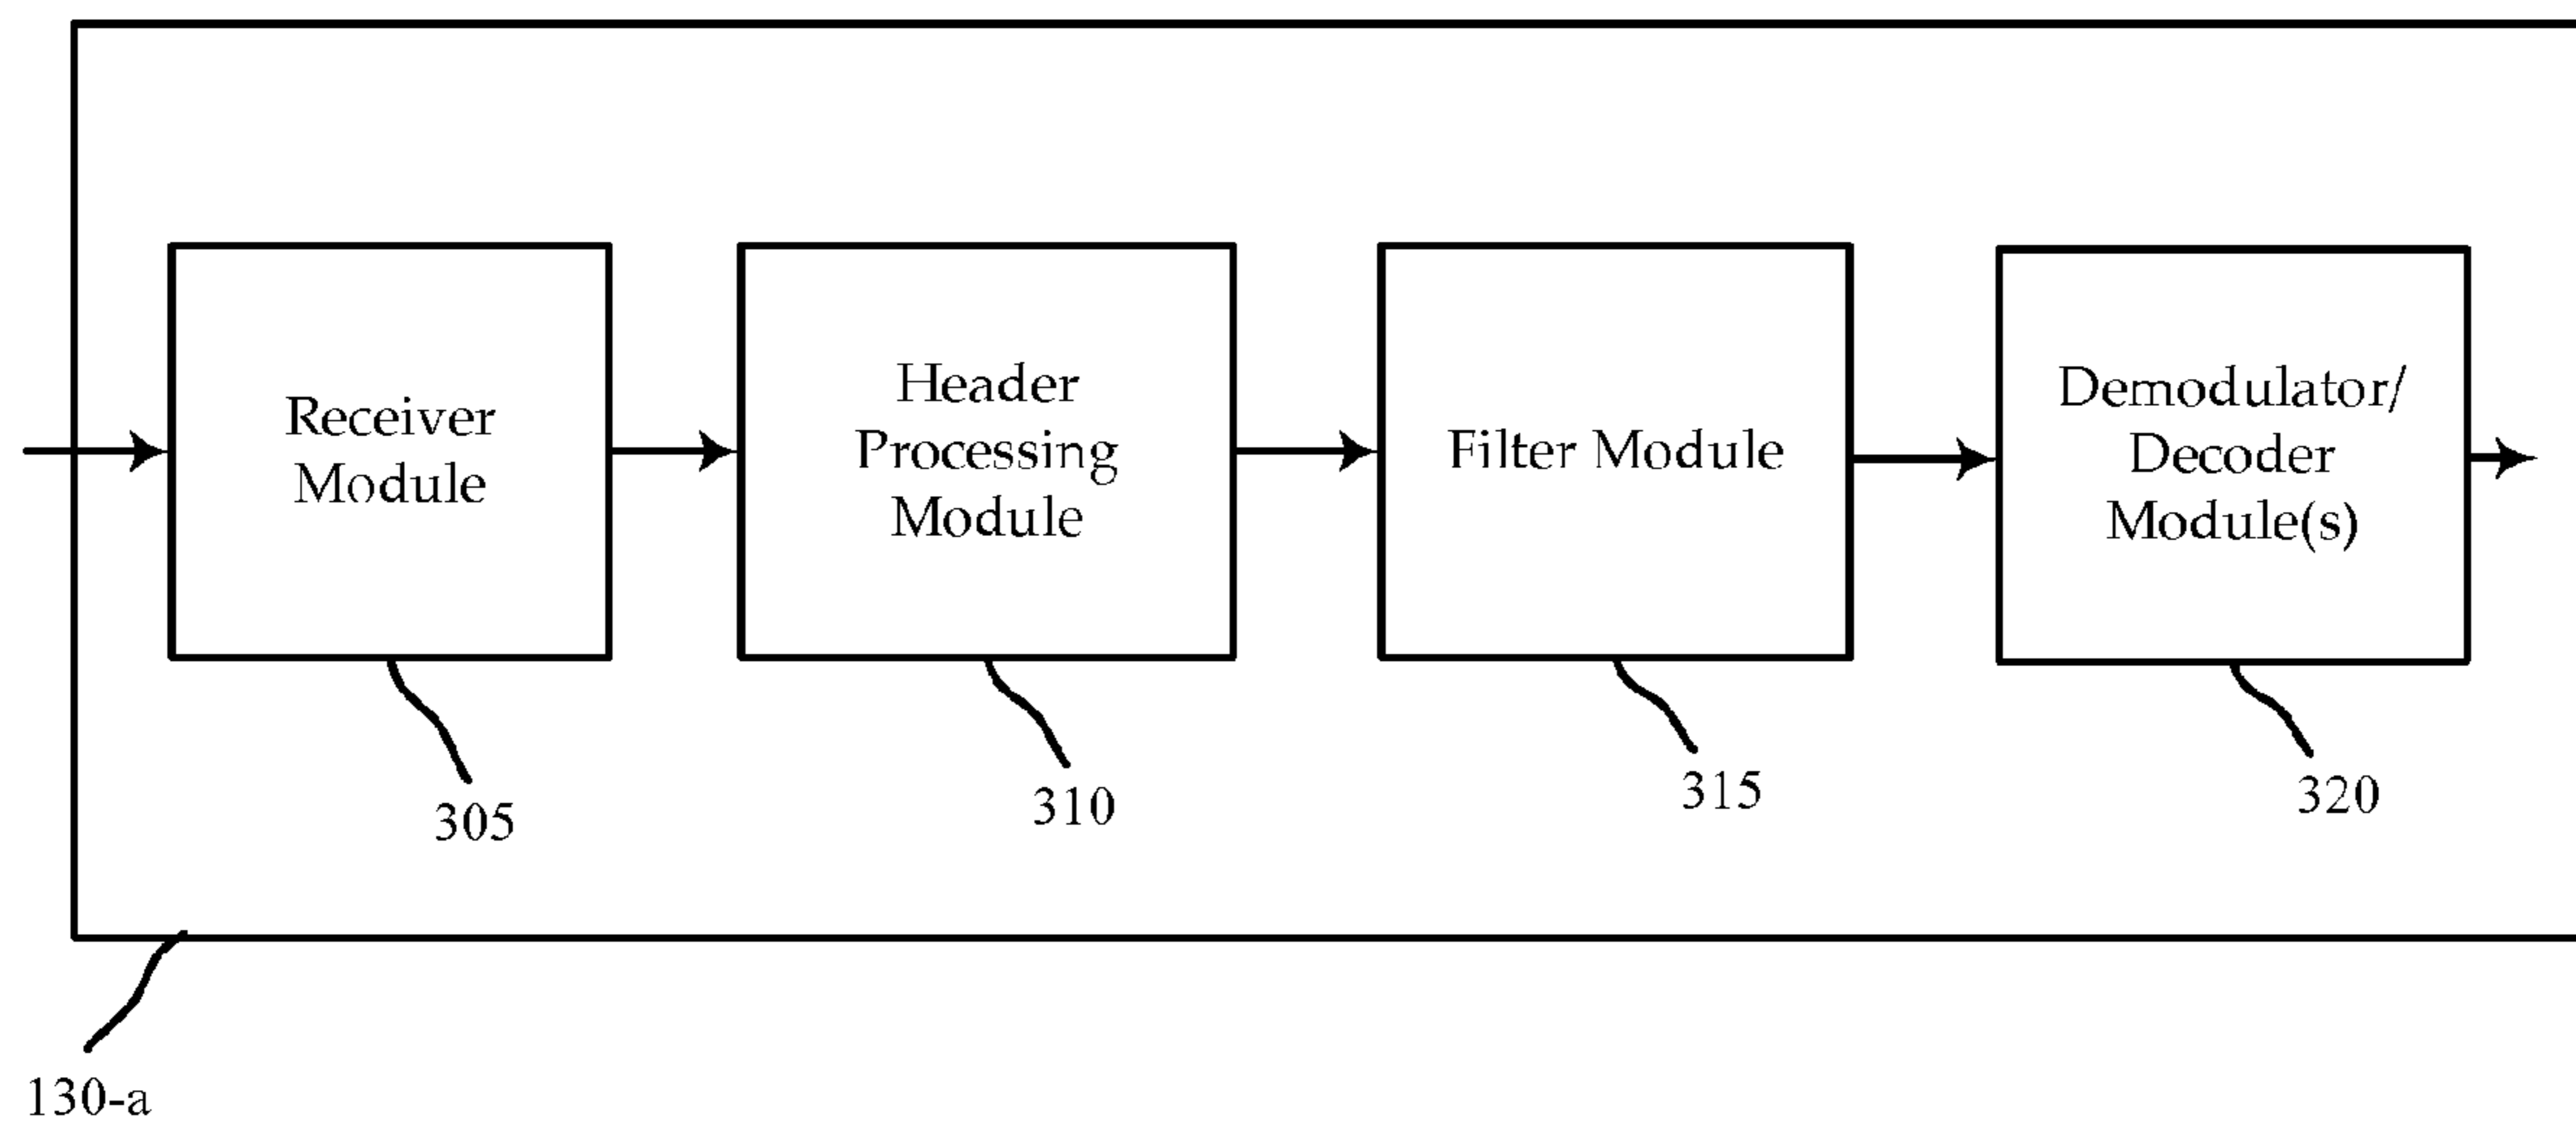 Receiver
Module
Header
Processing
Module
Filter Module
Demodulator/
Decoder
Module(s)
305
310
315
320
130-a